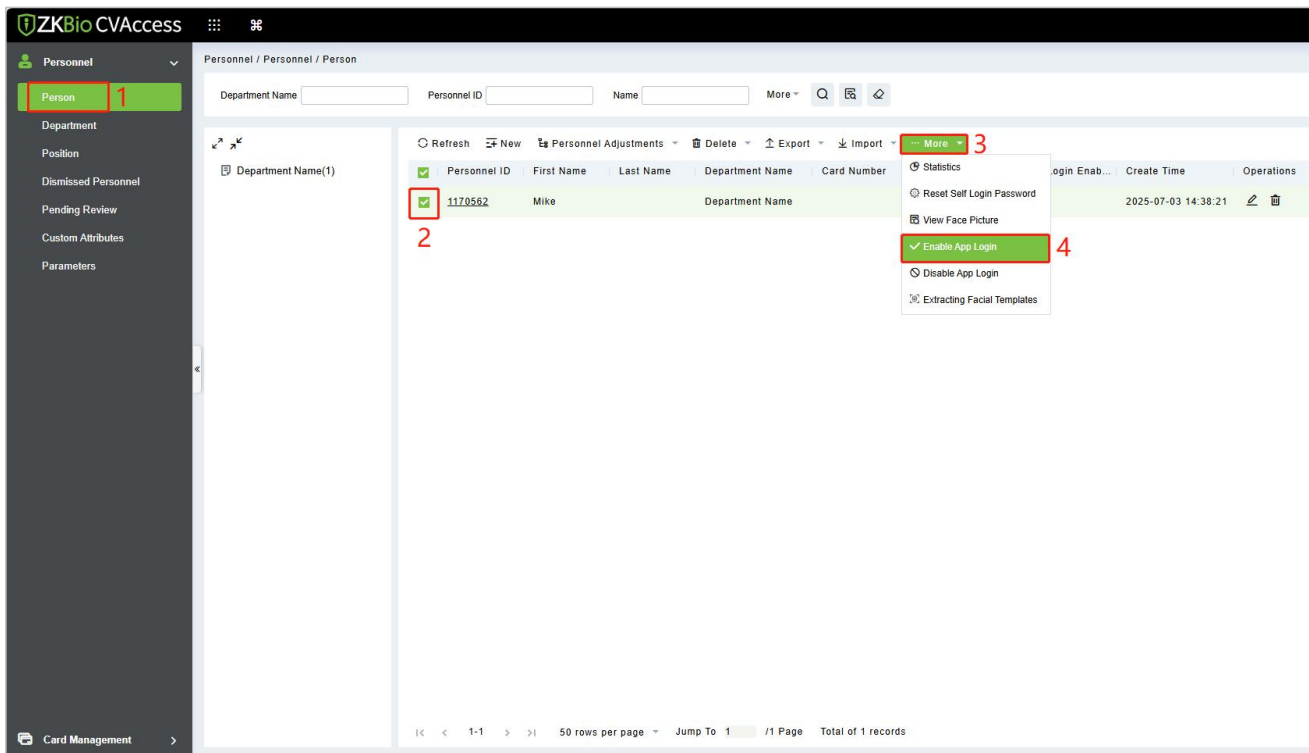 ZKBio CVAccess
Personnel
Person 1
Department
Position
Dismissed Personnel
Pending Review
Custom Attributes
Parameters
Card Management
Personnel / Personnel / Person
Department Name Personnel ID Name More
Department Name(1)
Refresh New Personnel Adjustments Delete Export Import ··· More 3
Personnel ID First Name Last Name Department Name Card Number ogin Enab... Create Time Operations
1170562 Mike Department Name 2025-07-03 14:38:21
2
Statistics
Reset Self Login Password
View Face Picture
Enable App Login 4
Disable App Login
Extracting Facial Templates
|< < 1-1 > >| 50 rows per page Jump To 1 /1 Page Total of 1 records